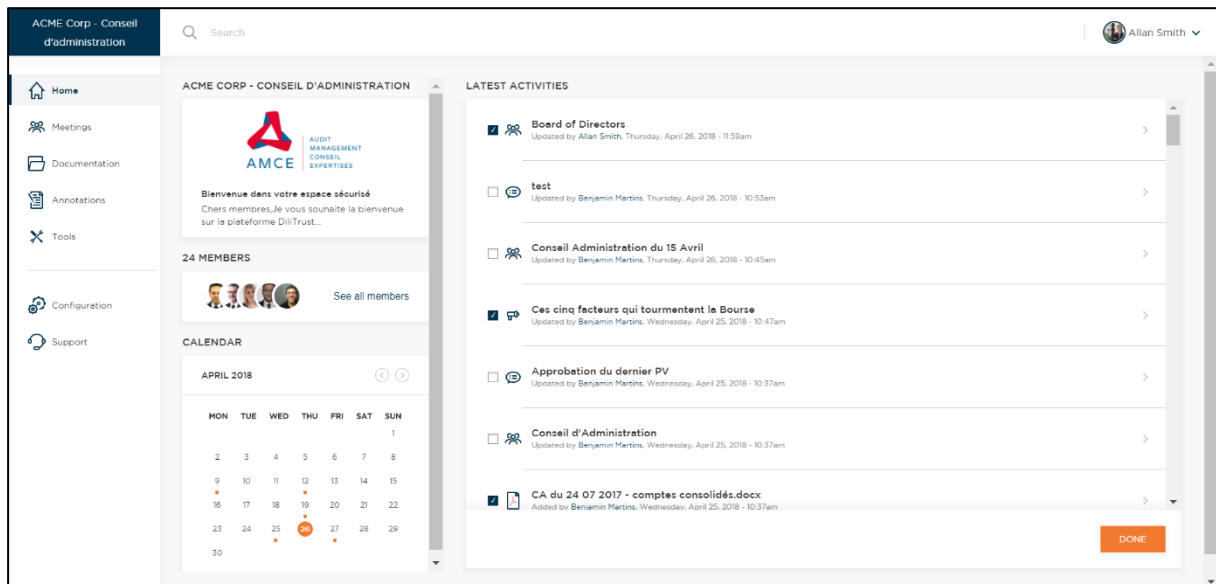 ACME Corp - Conseil
d'administration
Search
Allan Smith
Home
Meetings
Documentation
Annotations
Tools
Configuration
Support
ACME CORP - CONSEIL D'ADMINISTRATION
AMCE
AUDIT
MANAGEMENT
CONSEIL
EXPERTISES
Bienvenue dans votre espace sécurisé
Chers membres,Je vous souhaite la bienvenue
sur la plateforme DiliTrust...
24 MEMBERS
See all members
CALENDAR
APRIL 2018
MON TUE WED THU FRI SAT SUN
1
2 3 4 5 6 7 8
9 10 11 12 13 14 15
16 17 18 19 20 21 22
23 24 25 26 27 28 29
30
LATEST ACTIVITIES
Board of Directors
Updated by Allan Smith, Thursday, April 26, 2018 - 11:59am
test
Updated by Benjamin Martins, Thursday, April 26, 2018 - 10:53am
Conseil Administration du 15 Avril
Updated by Benjamin Martins, Thursday, April 26, 2018 - 10:45am
Ces cinq facteurs qui tourmentent la Bourse
Updated by Benjamin Martins, Wednesday, April 25, 2018 - 10:47am
Approbation du dernier PV
Updated by Benjamin Martins, Wednesday, April 25, 2018 - 10:37am
Conseil d'Administration
Updated by Benjamin Martins, Wednesday, April 25, 2018 - 10:37am
CA du 24 07 2017 - comptes consolidés.docx
Added by Benjamin Martins, Wednesday, April 25, 2018 - 10:37am
DONE